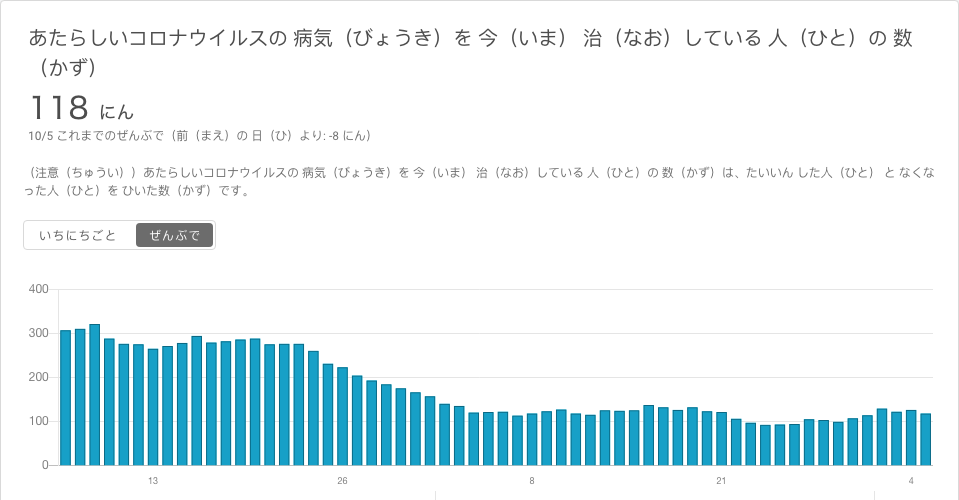 あたらしいコロナウイルスの 病気（びょうき）を 今（いま） 治（なお）している 人（ひと）の 数
（かず）
118 にん
10/5 これまでのぜんぶで（前（まえ）の 日（ひ）より: -8 にん）
（注意（ちゅうい））あたらしいコロナウイルスの 病気（びょうき）を 今（いま） 治（なお）している 人（ひと）の 数（かず）は、たいいん した人（ひと） と なくな
った人（ひと）を ひいた数（かず）です。
いちにちごと ぜんぶで
400
300
200
100
0
13 26 8 21 4